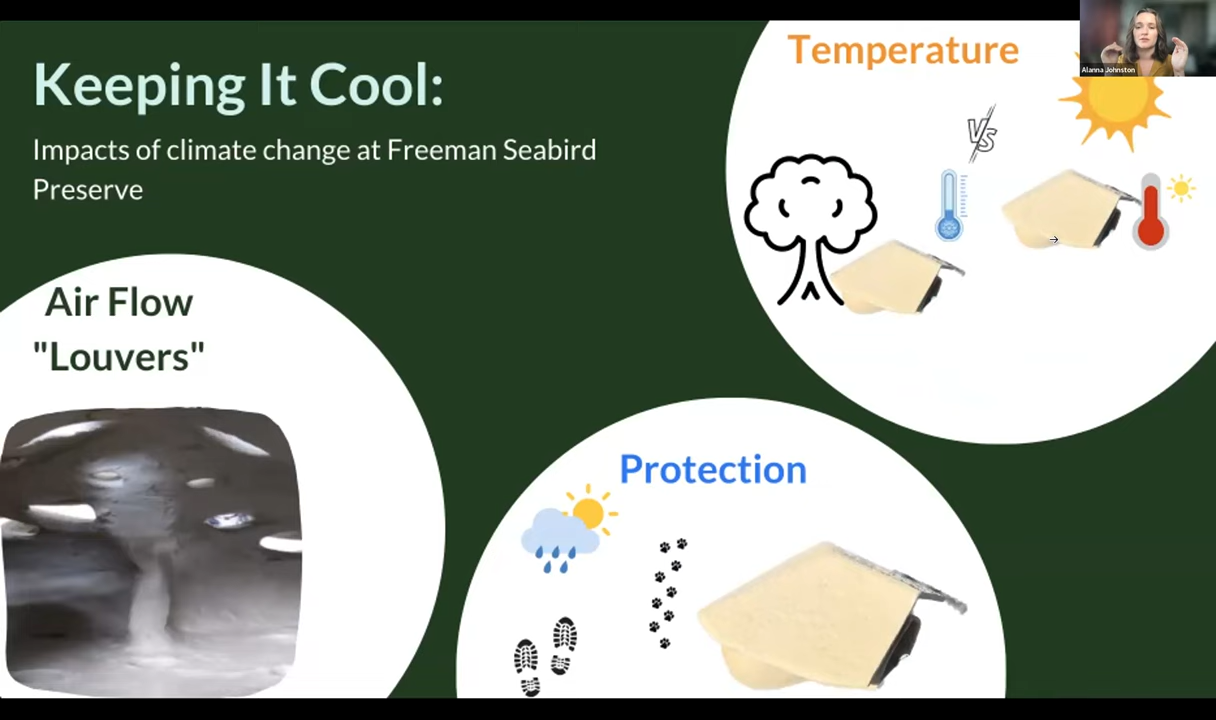 Keeping It Cool:
Impacts of climate change at Freeman Seabird
Preserve
Temperature
VS
Alanna Johnston
Air Flow
"Louvers"
Protection